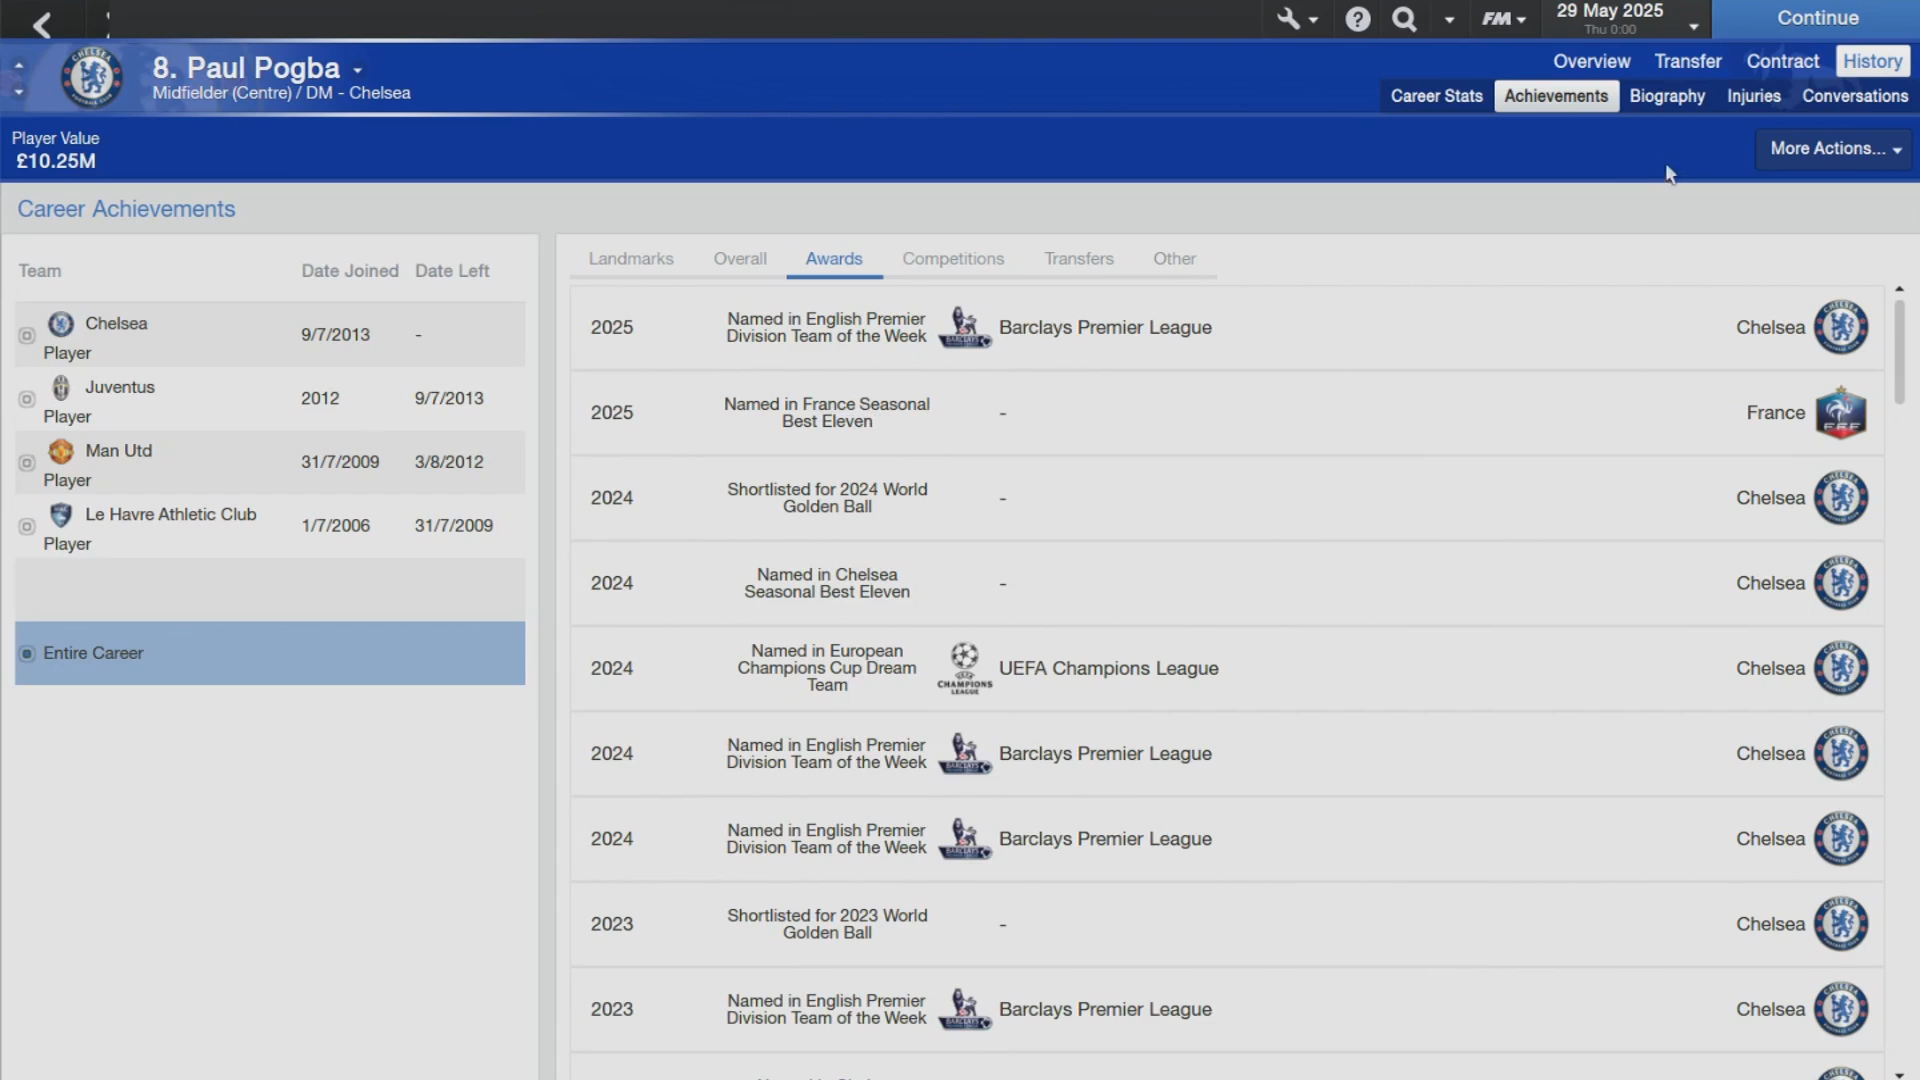 FM
29 May 2025
Thu 0:00
Continue
8. Paul Pogba
Midfielder (Centre) / DM - Chelsea
Overview
Transfer
Contract
History
Career Stats
Achievements
Biography
Injuries
Conversations
Player Value
£10.25M
More Actions...
Career Achievements
Team Date Joined Date Left
Chelsea
Player
9/7/2013 -
Juventus
Player
2012 9/7/2013
Man Utd
Player
31/7/2009 3/8/2012
Le Havre Athletic Club
Player
1/7/2006 31/7/2009
Entire Career
Landmarks Overall Awards Competitions Transfers Other
2025
Named in English Premier
Division Team of the Week
Barclays Premier League
Chelsea
2025
Named in France Seasonal
Best Eleven
-
France
FFF
2024
Shortlisted for 2024 World
Golden Ball
-
Chelsea
2024
Named in Chelsea
Seasonal Best Eleven
-
Chelsea
2024
Named in European
Champions Cup Dream
Team
CHAMPIONS
LEAGUE
UEFA Champions League
Chelsea
2024
Named in English Premier
Division Team of the Week
Barclays Premier League
Chelsea
2024
Named in English Premier
Division Team of the Week
Barclays Premier League
Chelsea
2023
Shortlisted for 2023 World
Golden Ball
-
Chelsea
2023
Named in English Premier
Division Team of the Week
Barclays Premier League
Chelsea